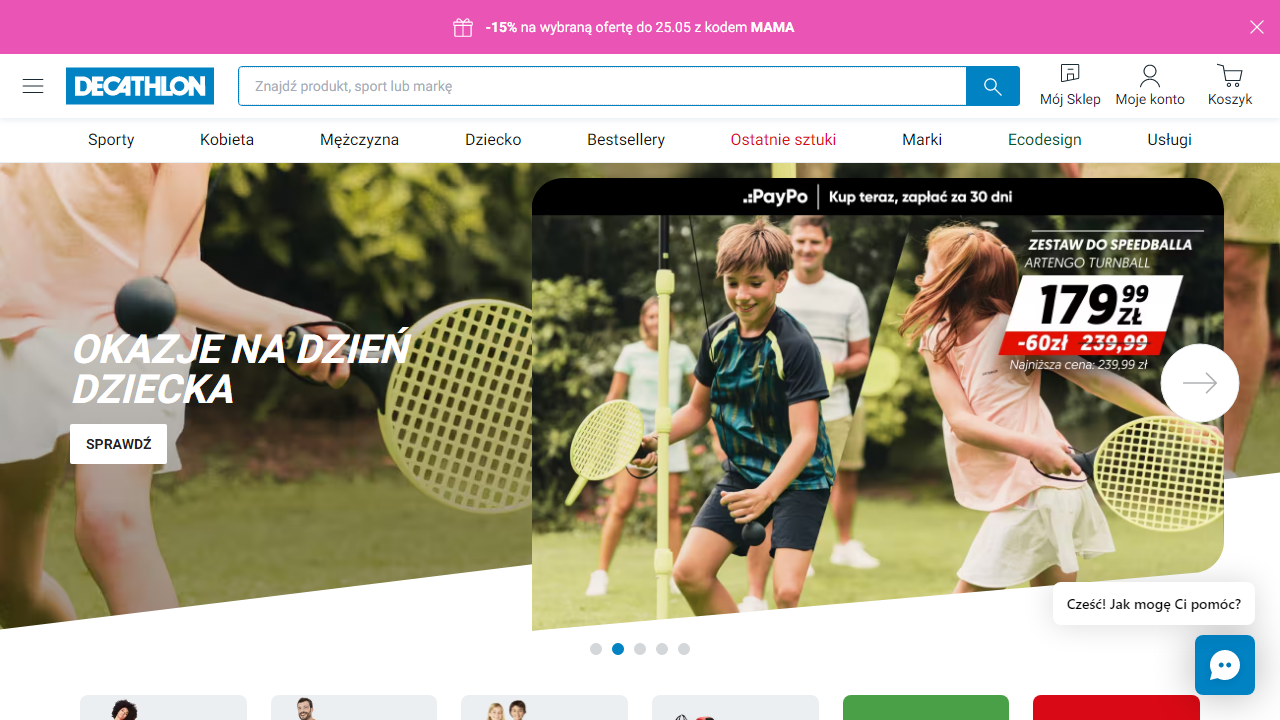 -15% na wybraną ofertę do 25.05 z kodem MAMA
DECATHLON
Znajdź produkt, sport lub markę
Mój Sklep
Moje konto
Koszyk
Sporty
Kobieta
Mężczyzna
Dziecko
Bestsellery
Ostatnie sztuki
Marki
Ecodesign
Usługi
OKAZJE NA DZIEŃ
DZIECKA
SPRAWDŹ
.:PayPo | Kup teraz, zapłać za 30 dni
ZESTAW DO SPEEDBALLA
ARTENGO TURNBALL
179 99 ZŁ
-60zł 239,99
Najniższa cena: 239,99 zł
Cześć! Jak mogę Ci pomóc?